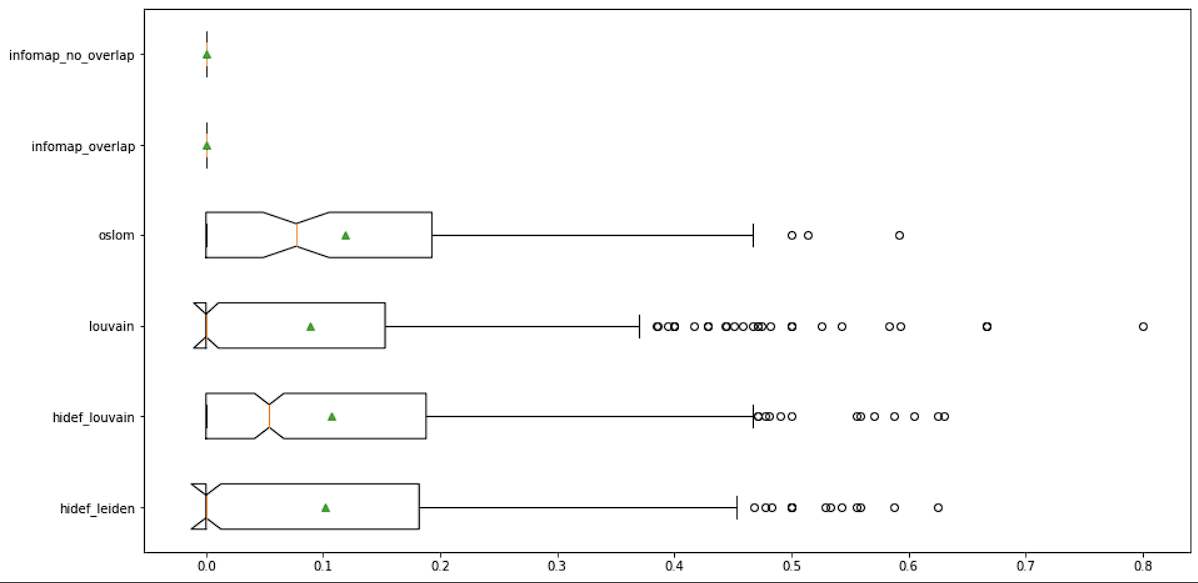 infomap_no_overlap
infomap_overlap
oslom
louvain
hidef_louvain
hidef_leiden
0.0 0.1 0.2 0.3 0.4 0.5 0.6 0.7 0.8